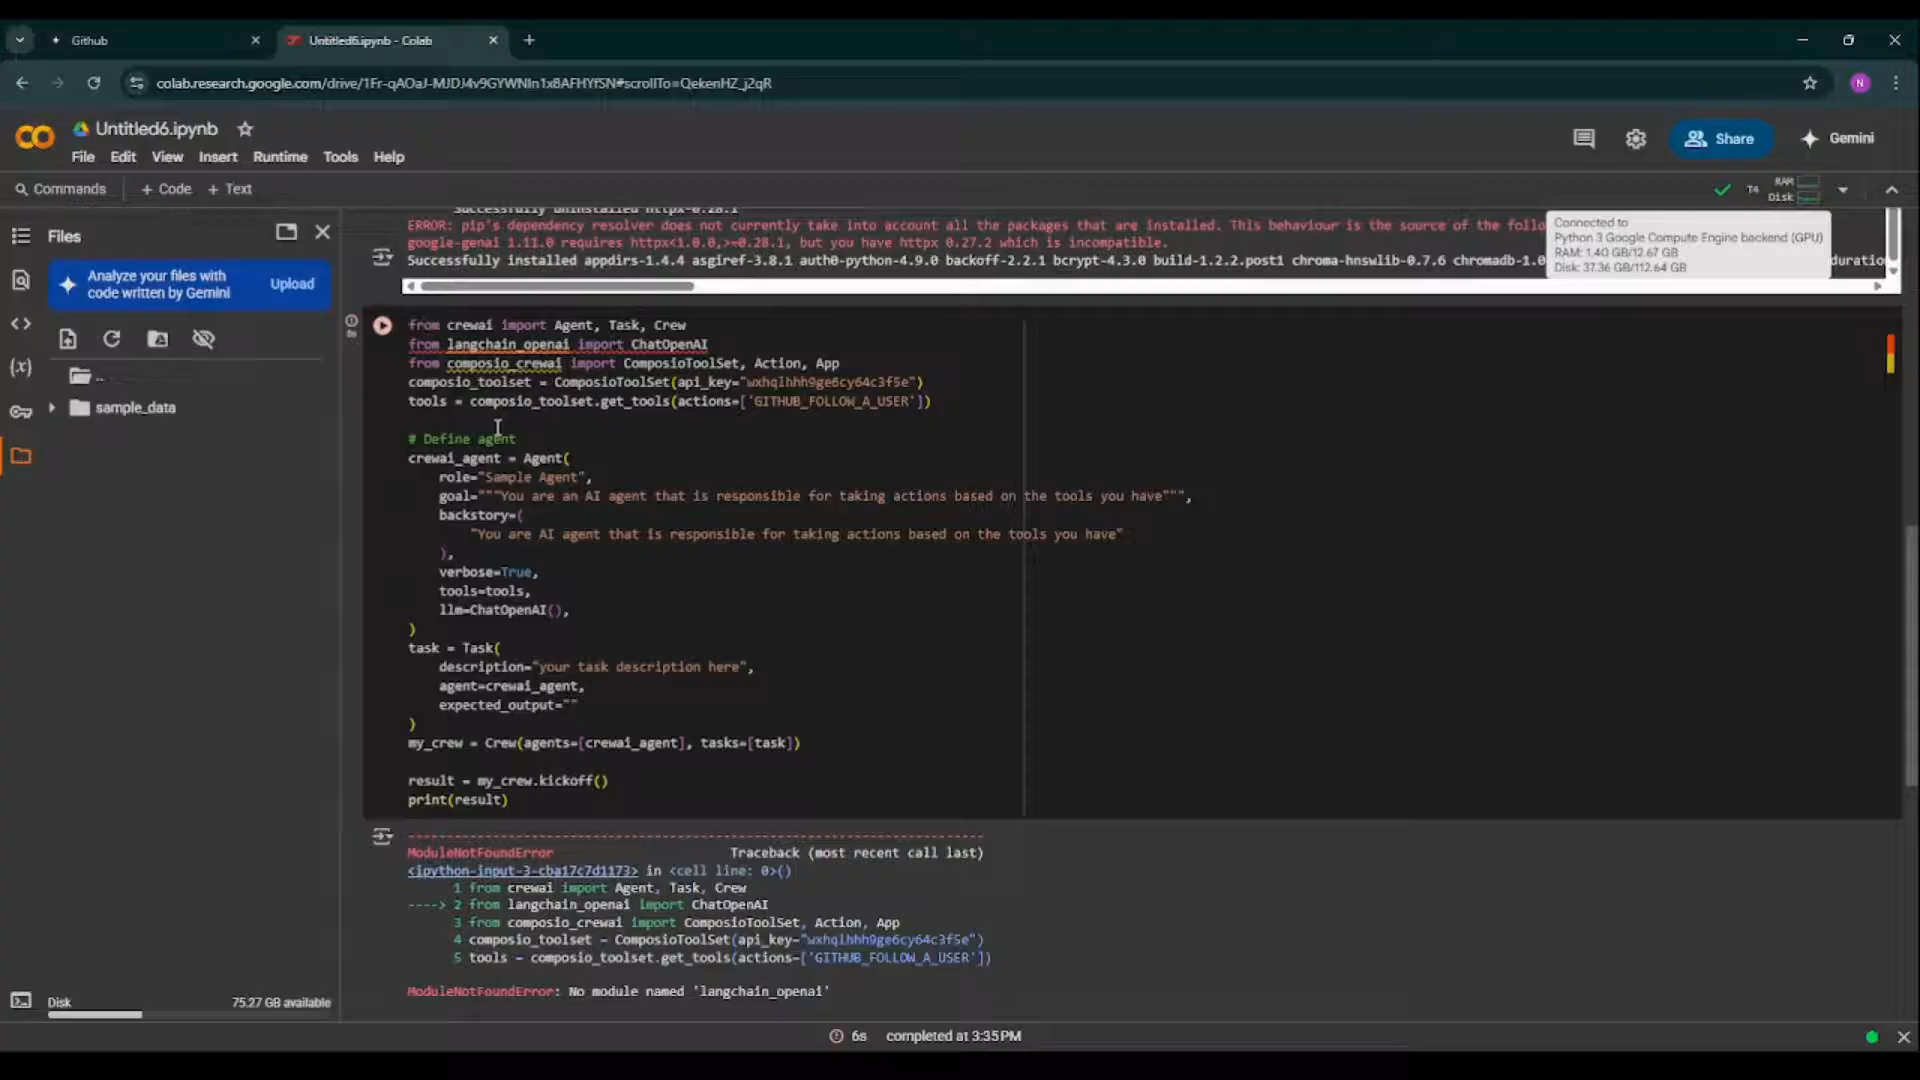 Github
Untitled6.ipynb - Colab
colab.research.google.com/drive/1Fr-qAOaJ-MJDJ4v9GYWNIn1x8AFHYfSN#scrollTo=QekenHZ_j2qR
N
Untitled6.ipynb
File Edit View Insert Runtime Tools Help
Share
Gemini
Commands + Code + Text
T4 RAM
Disk
Files
Analyze your files with
code written by Gemini
Upload
..
sample_data
Disk 75.27 GB available
Successfully uninstalled httpx-0.28.1
ERROR: pip's dependency resolver does not currently take into account all the packages that are installed. This behaviour is the source of the follo
google-genai 1.11.0 requires httpx<1.0.0,>=0.28.1, but you have httpx 0.27.2 which is incompatible.
Successfully installed appdirs-1.4.4 asgiref-3.8.1 auth0-python-4.9.0 backoff-2.2.1 bcrypt-4.3.0 build-1.2.2.post1 chroma-hnswlib-0.7.6 chromadb-1.0 duratio
Connected to
Python 3 Google Compute Engine backend (GPU)
RAM: 1.40 GB/12.67 GB
Disk: 37.36 GB/112.64 GB
from crewai import Agent, Task, Crew
from langchain_openai import ChatOpenAI
from composio_crewai import ComposioToolSet, Action, App
composio_toolset = ComposioToolSet(api_key="wxhqlhhh9ge6cy64c3f5e")
tools = composio_toolset.get_tools(actions=['GITHUB_FOLLOW_A_USER'])
# Define agent
crewai_agent = Agent(
role="Sample Agent",
goal="""You are an AI agent that is responsible for taking actions based on the tools you have""",
backstory=(
"You are AI agent that is responsible for taking actions based on the tools you have"
),
verbose=True,
tools=tools,
llm=ChatOpenAI(),
)
task = Task(
description="your task description here",
agent=crewai_agent,
expected_output=""
)
my_crew = Crew(agents=[crewai_agent], tasks=[task])
result = my_crew.kickoff()
print(result)
---------------------------------------------------------------------------
ModuleNotFoundError Traceback (most recent call last)
<ipython-input-3-cba17c7d1173> in <cell line: 0>()
1 from crewai import Agent, Task, Crew
----> 2 from langchain_openai import ChatOpenAI
3 from composio_crewai import ComposioToolSet, Action, App
4 composio_toolset = ComposioToolSet(api_key="wxhqlhhh9ge6cy64c3f5e")
5 tools = composio_toolset.get_tools(actions=['GITHUB_FOLLOW_A_USER'])
ModuleNotFoundError: No module named 'langchain_openai'
6s completed at 3:35 PM